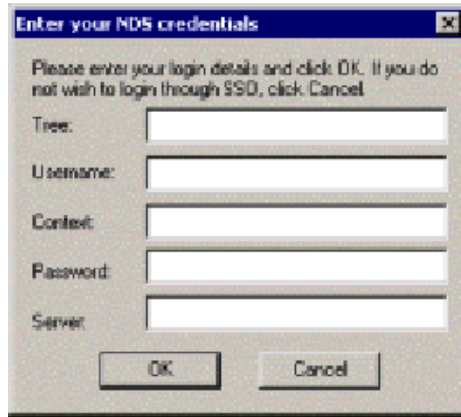 Enter your NDS credentials
Please enter your login details and click OK. If you do
not wish to login through SSO, click Cancel.
Tree:
Username:
Context:
Password:
Server:
OK
Cancel